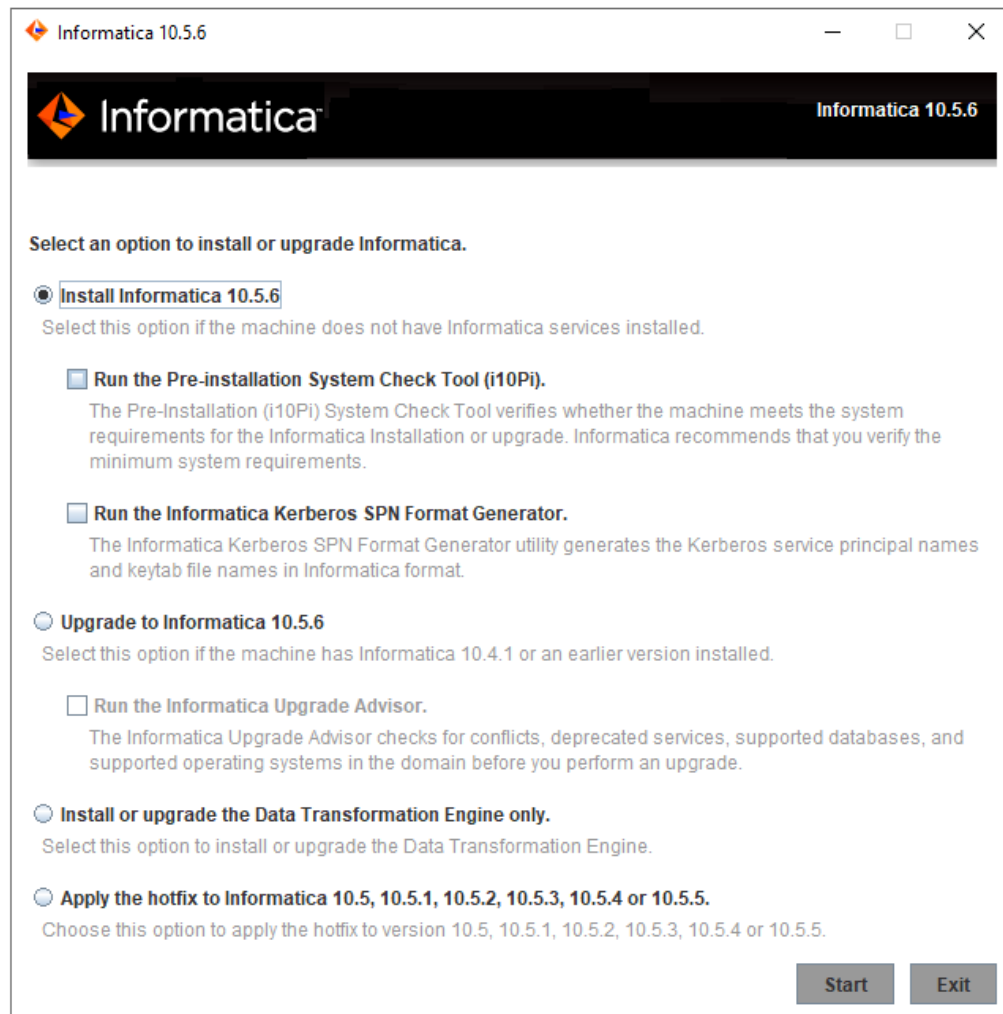 Informatica 10.5.6
Informatica™
Informatica 10.5.6
Select an option to install or upgrade Informatica.
Install Informatica 10.5.6
Select this option if the machine does not have Informatica services installed.
Run the Pre-installation System Check Tool (i10Pi).
The Pre-Installation (i10Pi) System Check Tool verifies whether the machine meets the system
requirements for the Informatica Installation or upgrade. Informatica recommends that you verify the
minimum system requirements.
Run the Informatica Kerberos SPN Format Generator.
The Informatica Kerberos SPN Format Generator utility generates the Kerberos service principal names
and keytab file names in Informatica format.
Upgrade to Informatica 10.5.6
Select this option if the machine has Informatica 10.4.1 or an earlier version installed.
Run the Informatica Upgrade Advisor.
The Informatica Upgrade Advisor checks for conflicts, deprecated services, supported databases, and
supported operating systems in the domain before you perform an upgrade.
Install or upgrade the Data Transformation Engine only.
Select this option to install or upgrade the Data Transformation Engine.
Apply the hotfix to Informatica 10.5, 10.5.1, 10.5.2, 10.5.3, 10.5.4 or 10.5.5.
Choose this option to apply the hotfix to version 10.5, 10.5.1, 10.5.2, 10.5.3, 10.5.4 or 10.5.5.
Start
Exit